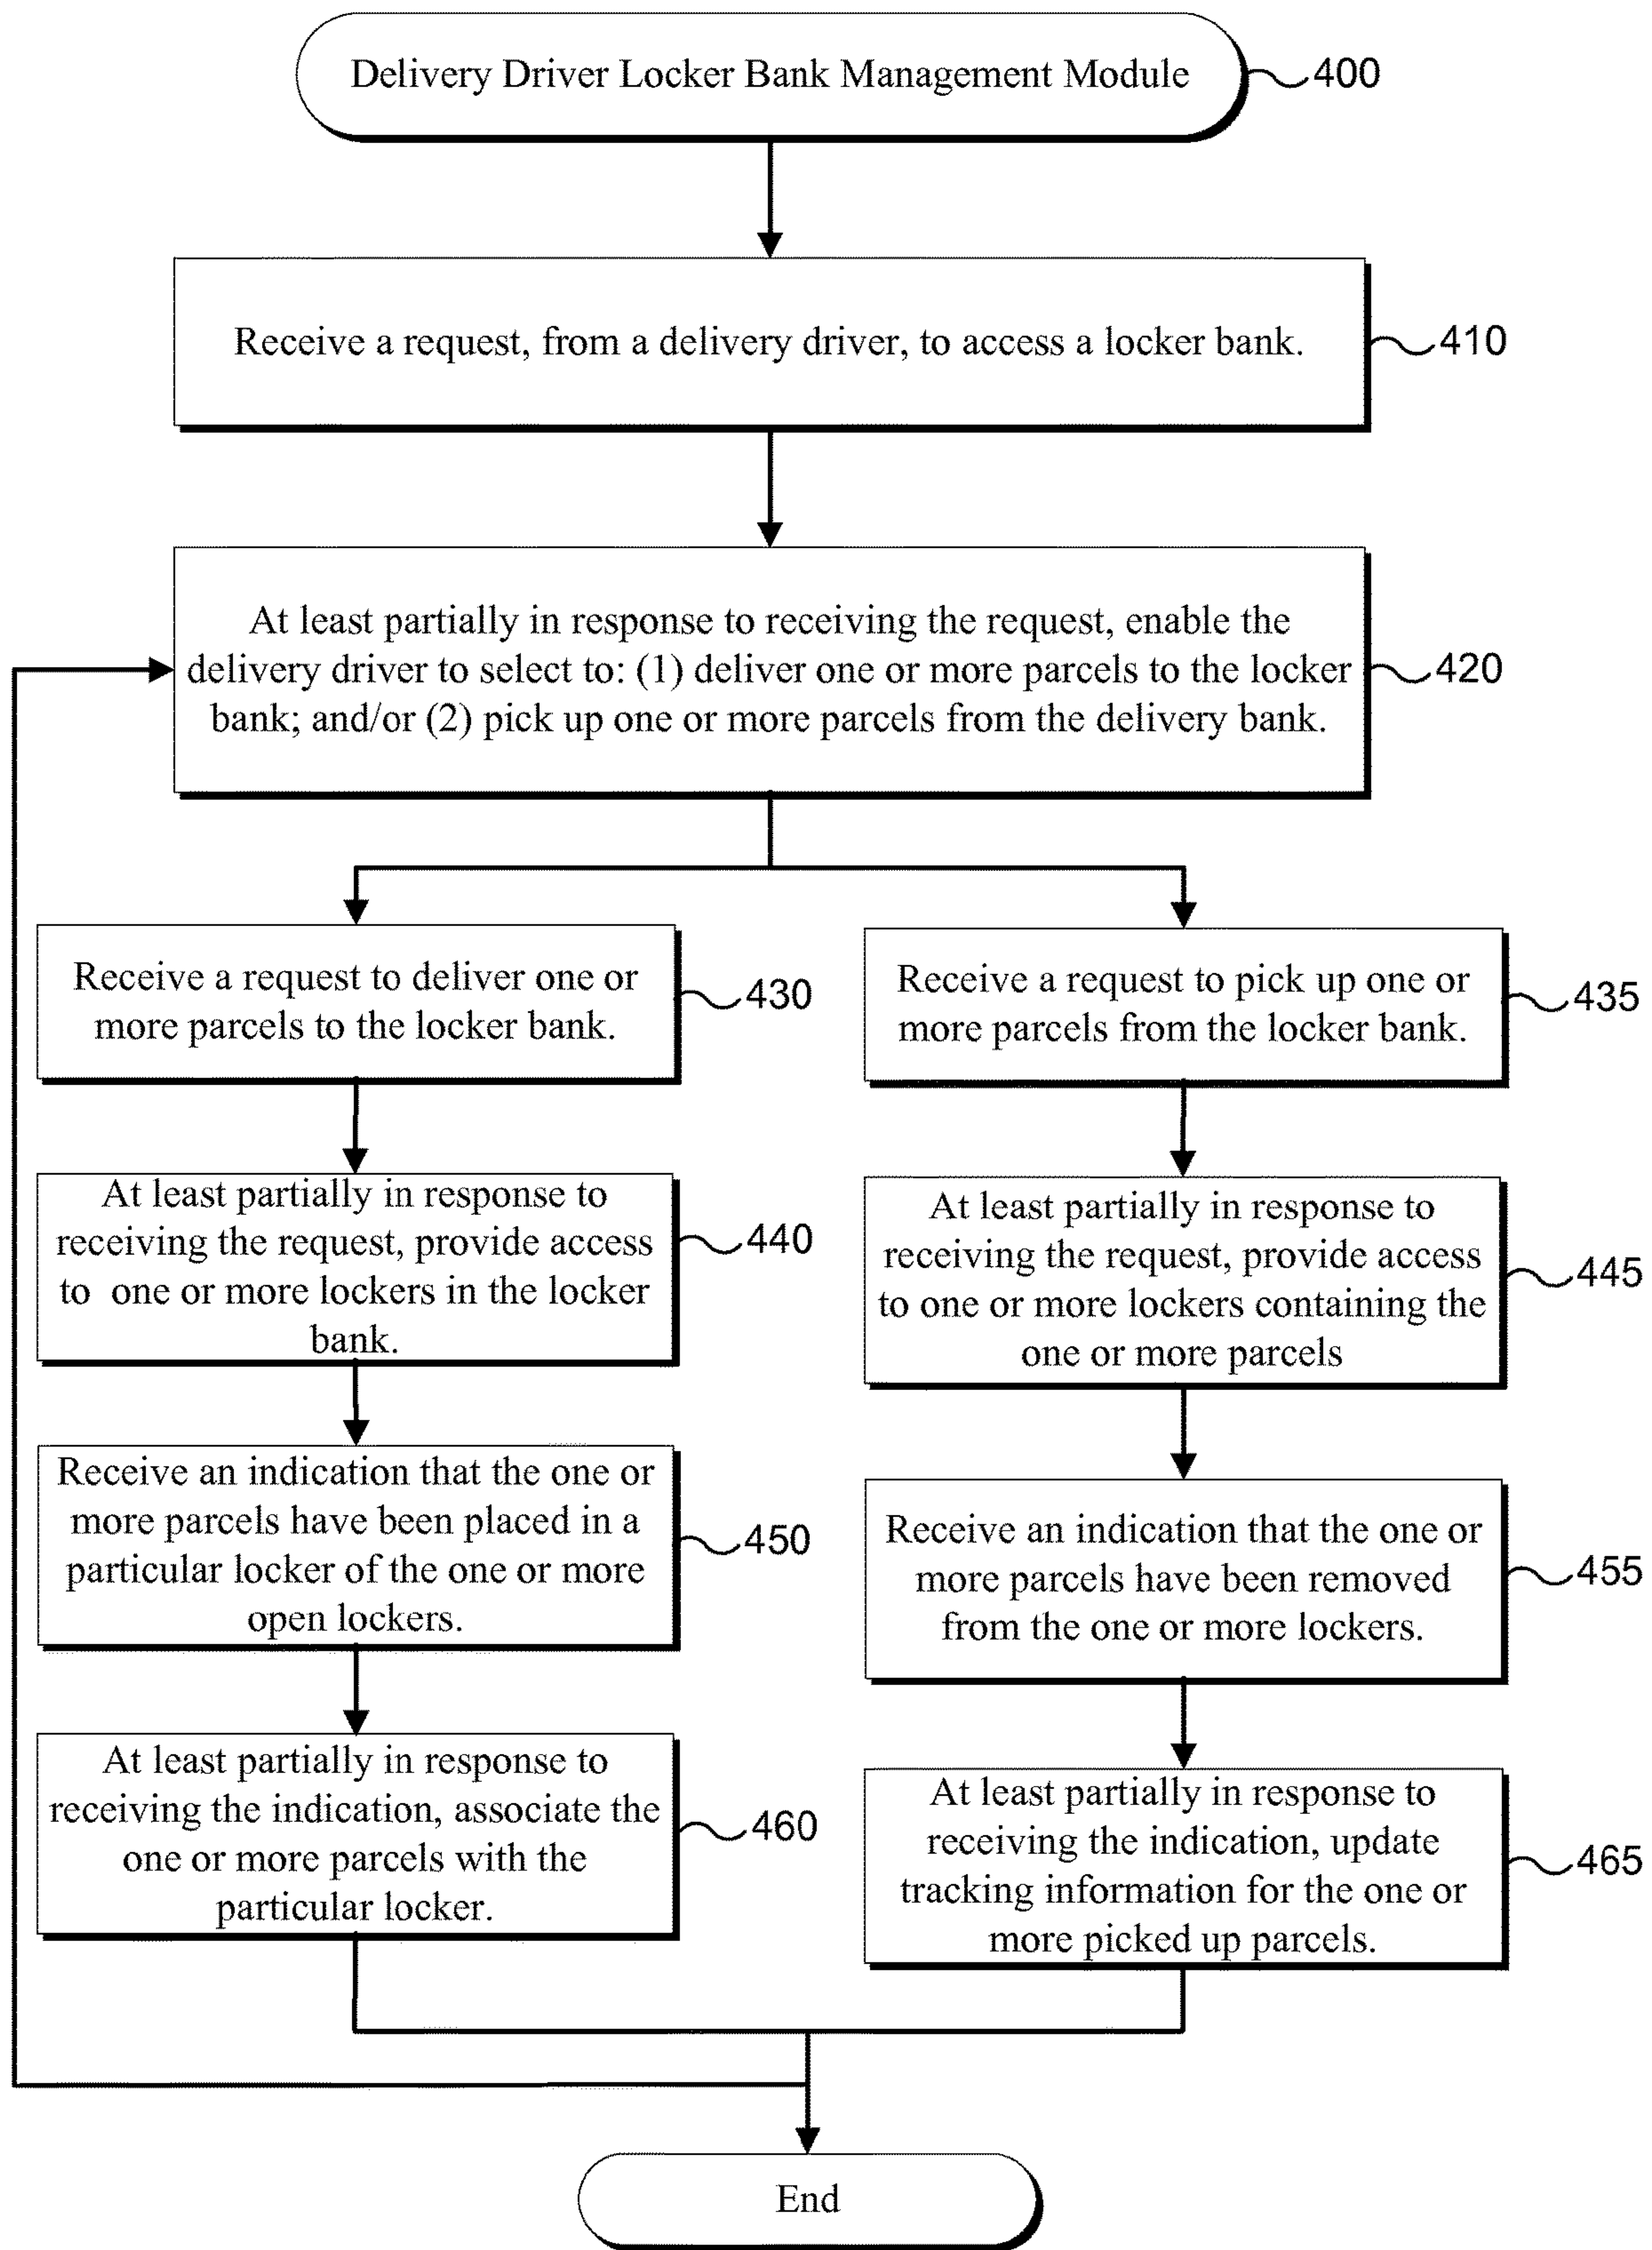 Delivery Driver Locker Bank Management Module
400
Receive a request, from a delivery driver, to access a locker bank.
410
At least partially in response to receiving the request, enable the
delivery driver to select to: (1) deliver one or more parcels to the locker
bank; and/or (2) pick up one or more parcels from the delivery bank.
420
Receive a request to deliver one or
more parcels to the locker bank.
430
Receive a request to pick up one or
more parcels from the locker bank.
435
At least partially in response to
receiving the request, provide access
to one or more lockers in the locker
bank.
440
At least partially in response to
receiving the request, provide access
to one or more lockers containing the
one or more parcels
445
Receive an indication that the one or
more parcels have been placed in a
particular locker of the one or more
open lockers.
450
Receive an indication that the one or
more parcels have been removed
from the one or more lockers.
455
At least partially in response to
receiving the indication, associate the
one or more parcels with the
particular locker.
460
At least partially in response to
receiving the indication, update
tracking information for the one or
more picked up parcels.
465
End